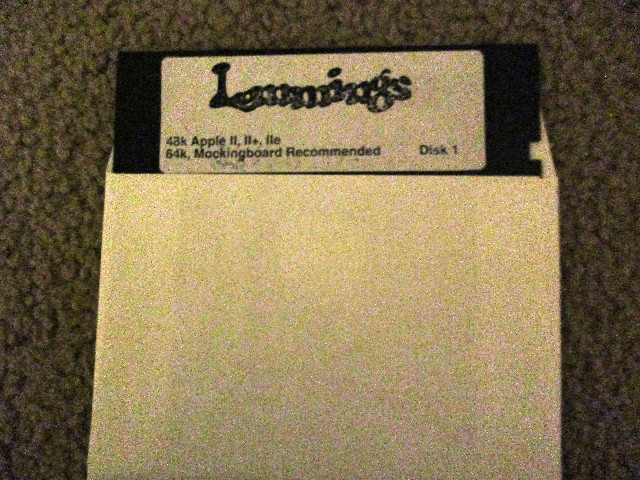 Lemmings
48k Apple II, II+, IIe
64k, Mockingboard Recommended Disk 1